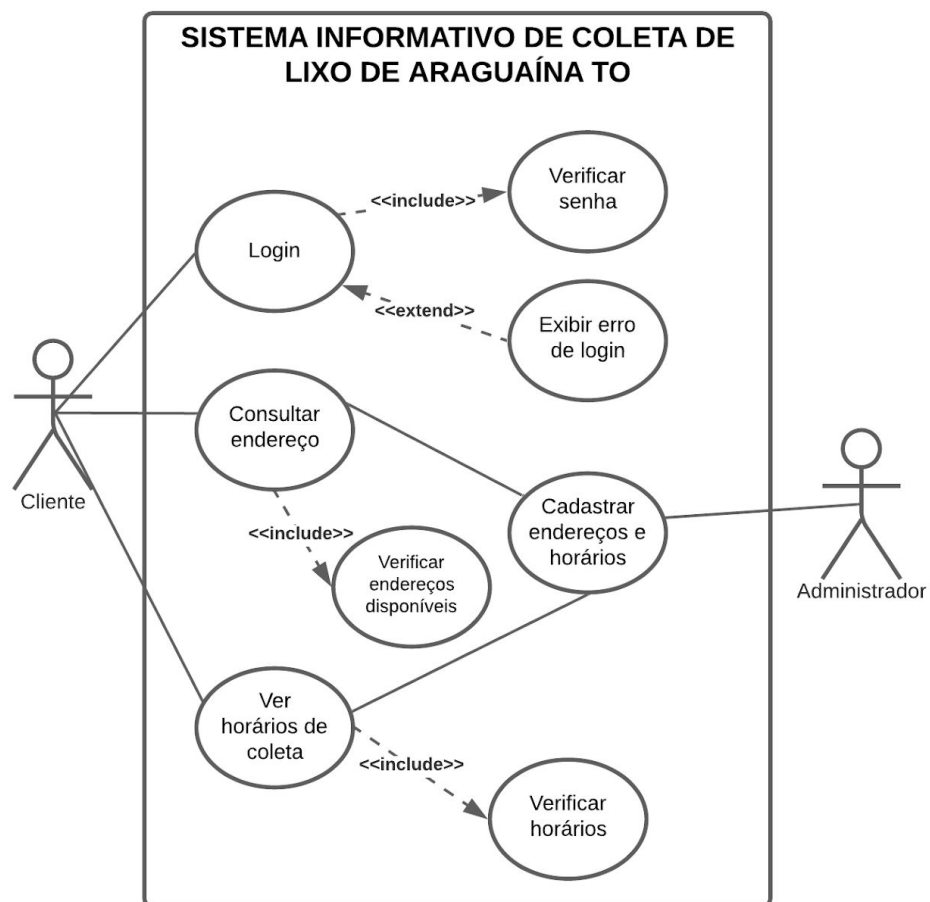 SISTEMA INFORMATIVO DE COLETA DE
LIXO DE ARAGUAÍNA TO
Verificar
senha
<<include>>
Login
<<extend>>
Exibir erro
de login
Consultar
endereço
Cliente
Cadastrar
endereços e
horários
<<include>>
Verificar
endereços
disponíveis
Administrador
Ver
horários de
coleta
<<include>>
Verificar
horários